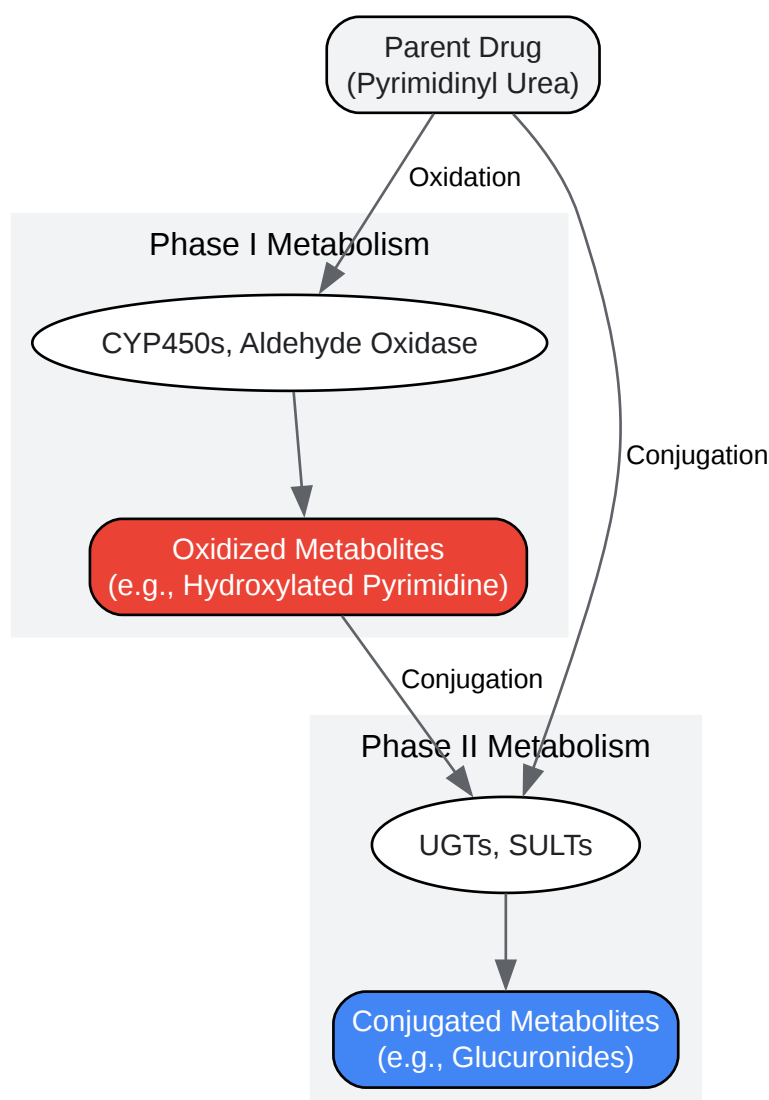 Parent Drug
(Pyrimidinyl Urea)
Oxidation
Phase I Metabolism
CYP450s, Aldehyde Oxidase
Conjugation
Oxidized Metabolites
(e.g., Hydroxylated Pyrimidine)
Conjugation
Phase II Metabolism
UGTs, SULTs
Conjugated Metabolites
(e.g., Glucuronides)